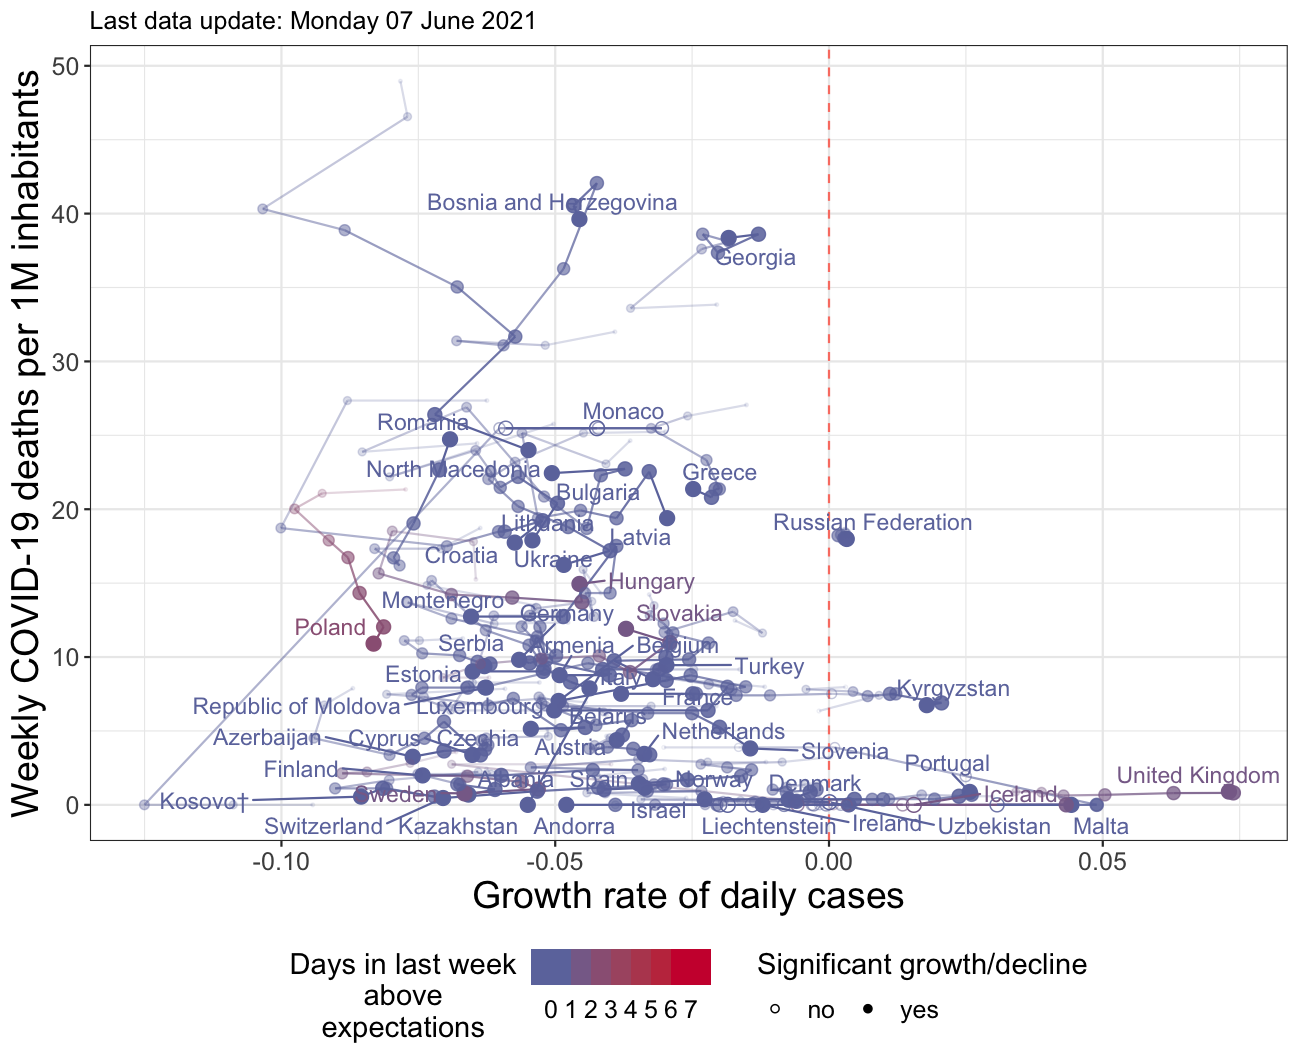 Last data update: Monday 07 June 2021
Weekly COVID-19 deaths per 1M inhabitants
50
40
30
20
10
0
Bosnia and Herzegovina
Georgia
Romania
Monaco
North Macedonia
Greece
Bulgaria
Russian Federation
Lithuania
Latvia
Croatia
Ukraine
Hungary
Montenegro
Germany
Slovakia
Poland
Serbia
Armenia
Belgium
Estonia
Italy
Turkey
Republic of Moldova
Luxembourg
France
Kyrgyzstan
Belarus
Azerbaijan
Cyprus
Czechia
Austria
Netherlands
Slovenia
Finland
Albania
Spain
Norway
Denmark
Portugal
United Kingdom
Kosovo†
Sweden
Israel
Iceland
Switzerland
Kazakhstan
Andorra
Liechtenstein
Ireland
Uzbekistan
Malta
-0.10
-0.05
0.00
0.05
Growth rate of daily cases
Days in last week
above
expectations
0 1 2 3 4 5 6 7
Significant growth/decline
no
yes